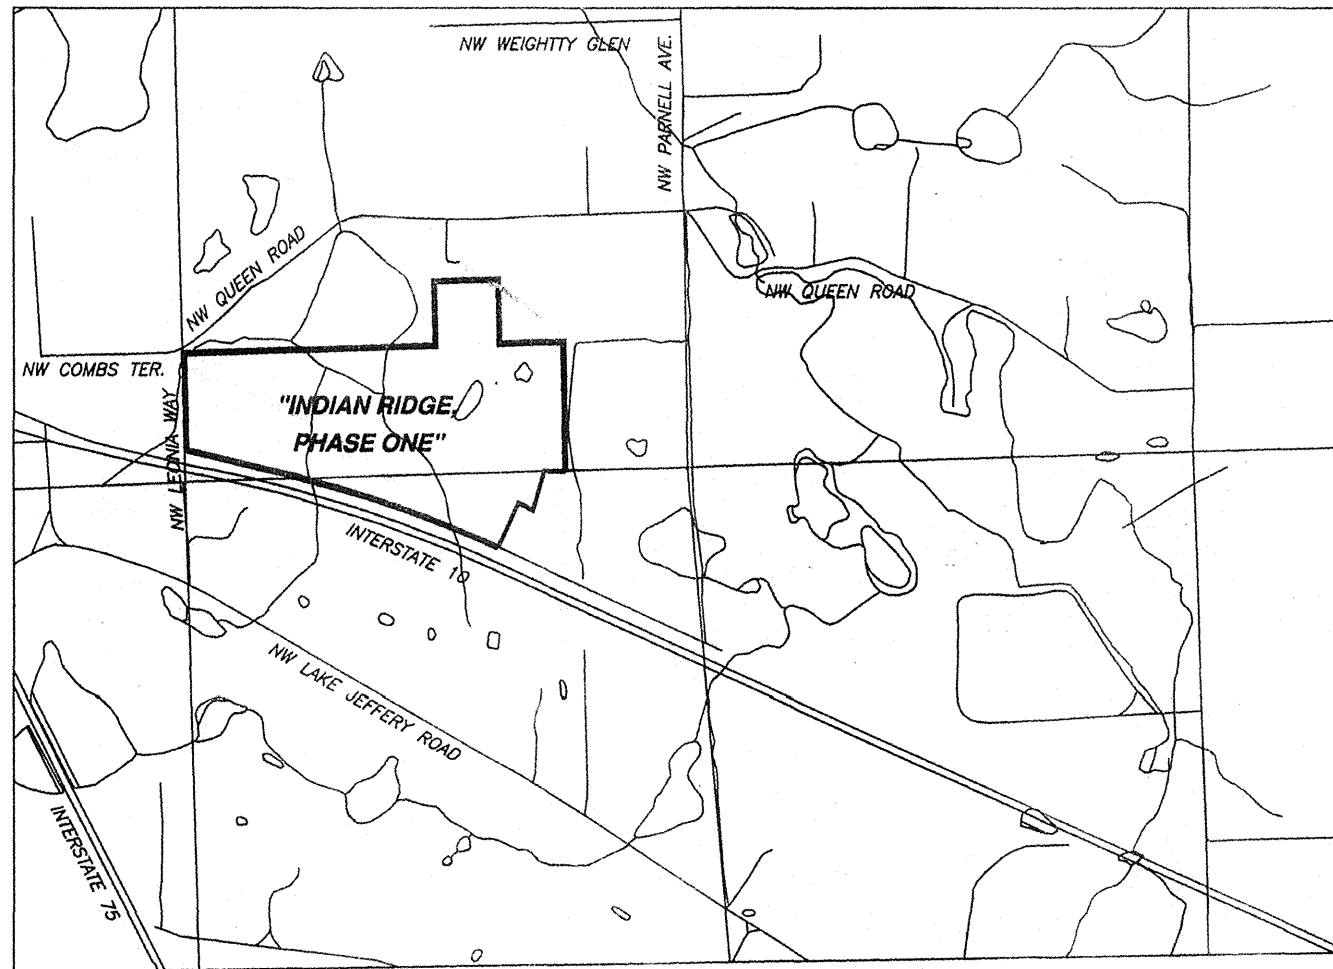 NW WEIGHTTY GLEN
NW PARNELL AVE.
NW QUEEN ROAD
NW QUEEN ROAD
NW COMBS TER.
NW LEONIA WAY
"INDIAN RIDGE,
PHASE ONE"
INTERSTATE 10
NW LAKE JEFFERY ROAD
INTERSTATE 75